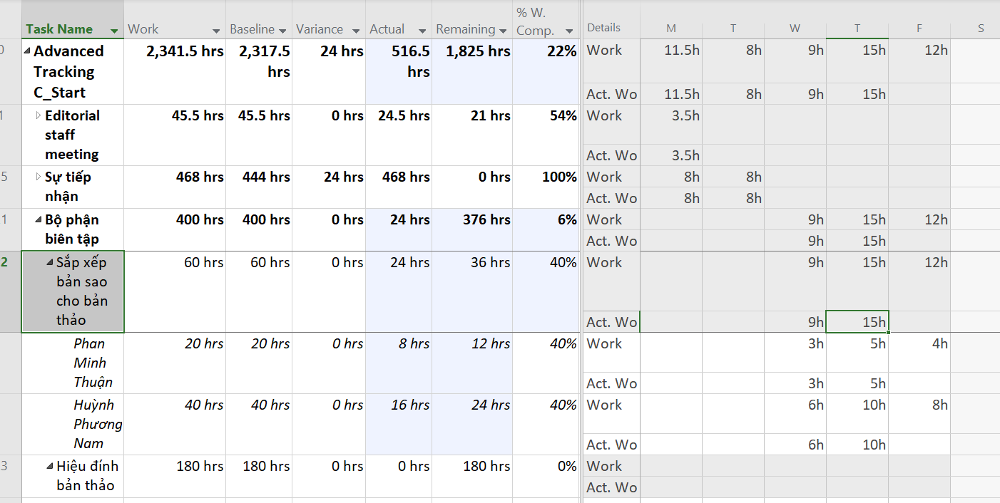 Task Name Work Baseline Variance Actual Remaining % W. Comp. Details M T W T F S
0 Advanced Tracking C_Start 2,341.5 hrs 2,317.5 hrs 24 hrs 516.5 hrs 1,825 hrs 22% Work 11.5h 8h 9h 15h 12h
Act. Wo 11.5h 8h 9h 15h
1 Editorial staff meeting 45.5 hrs 45.5 hrs 0 hrs 24.5 hrs 21 hrs 54% Work 3.5h
Act. Wo 3.5h
5 Sự tiếp nhận 468 hrs 444 hrs 24 hrs 468 hrs 0 hrs 100% Work 8h 8h
Act. Wo 8h 8h
1 Bộ phận biên tập 400 hrs 400 hrs 0 hrs 24 hrs 376 hrs 6% Work 9h 15h 12h
Act. Wo 9h 15h
2 Sắp xếp bản sao cho bản thảo 60 hrs 60 hrs 0 hrs 24 hrs 36 hrs 40% Work 9h 15h 12h
Act. Wo 9h 15h
Phan Minh Thuận 20 hrs 20 hrs 0 hrs 8 hrs 12 hrs 40% Work 3h 5h 4h
Act. Wo 3h 5h
Huỳnh Phương Nam 40 hrs 40 hrs 0 hrs 16 hrs 24 hrs 40% Work 6h 10h 8h
Act. Wo 6h 10h
3 Hiệu đính bản thảo 180 hrs 180 hrs 0 hrs 0 hrs 180 hrs 0% Work
Act. Wo